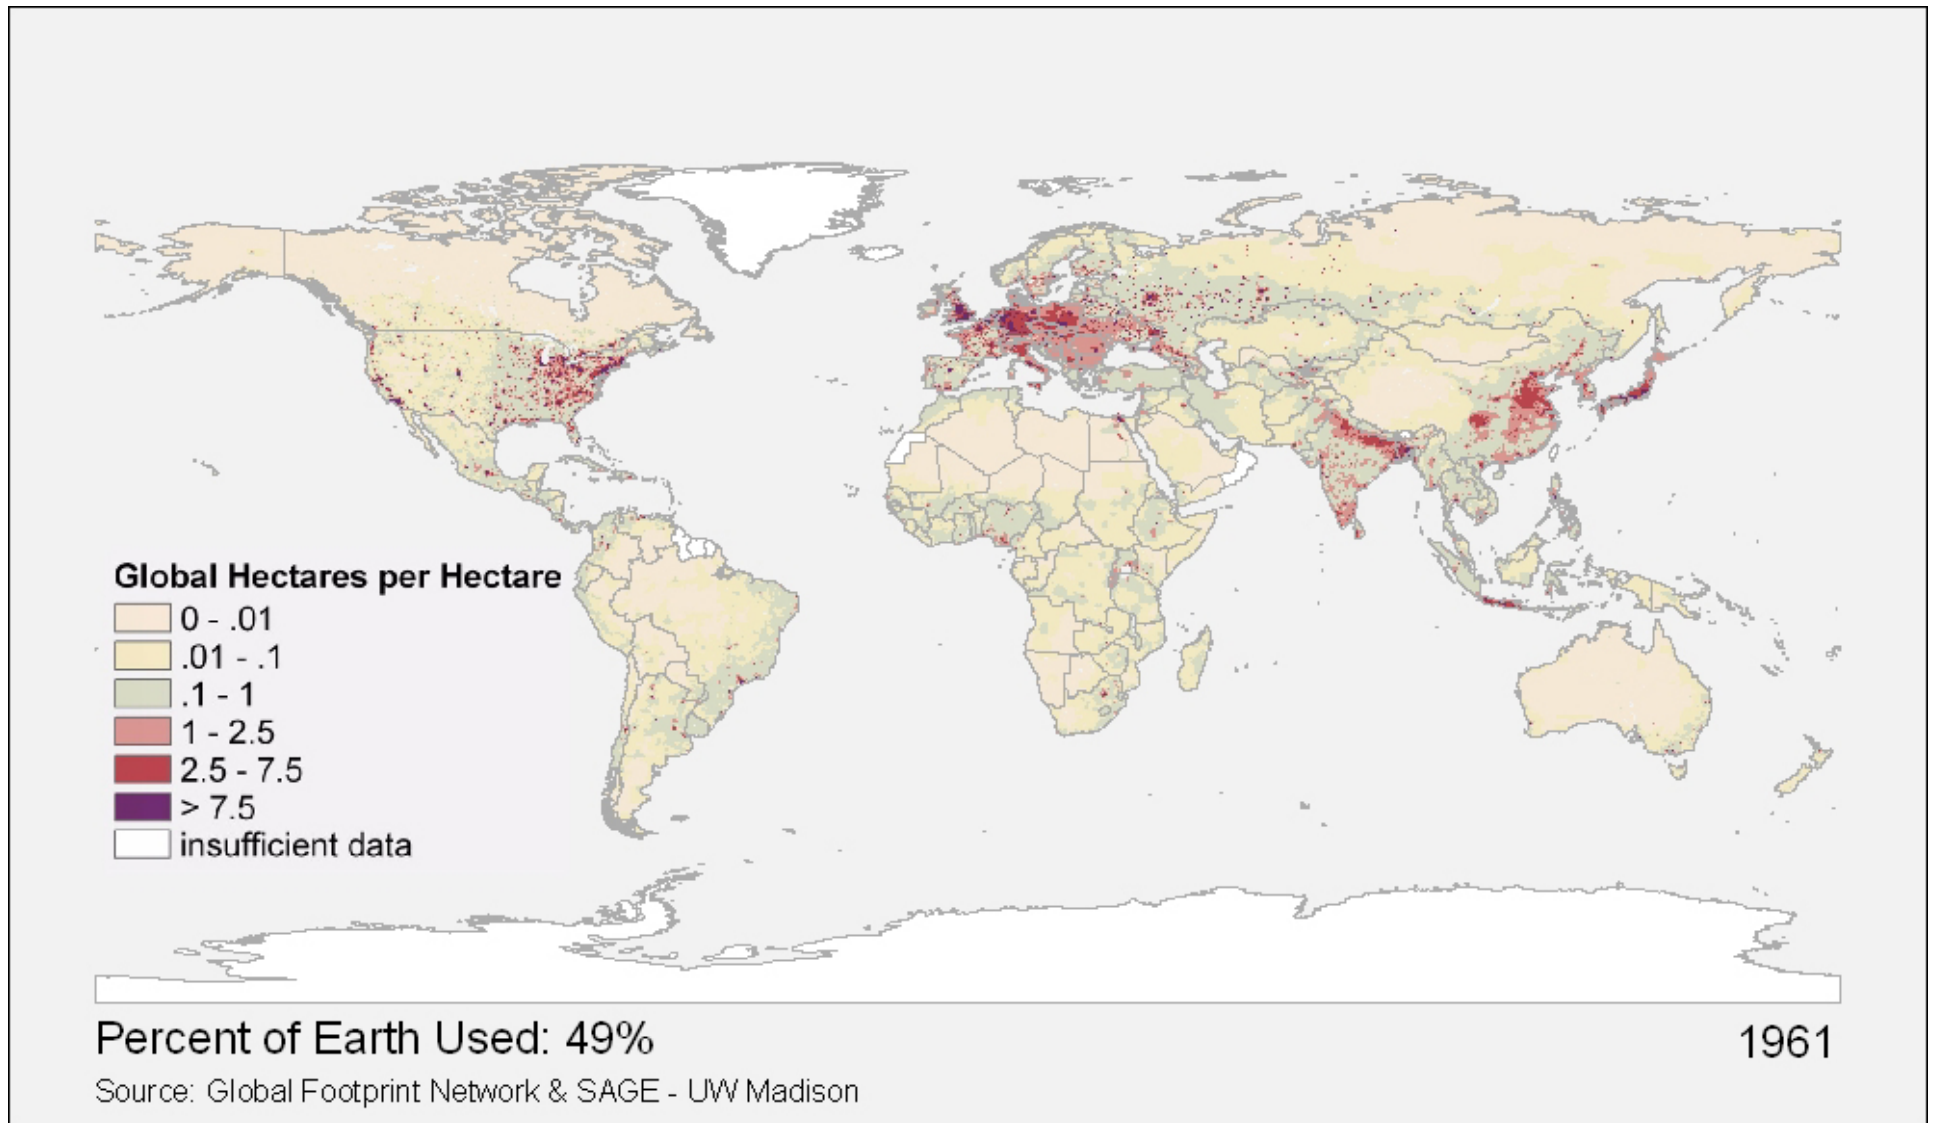 Global Hectares per Hectare
0 - .01
.01 - .1
.1 - 1
1 - 2.5
2.5 - 7.5
> 7.5
insufficient data
Percent of Earth Used: 49%
1961
Source: Global Footprint Network & SAGE - UW Madison